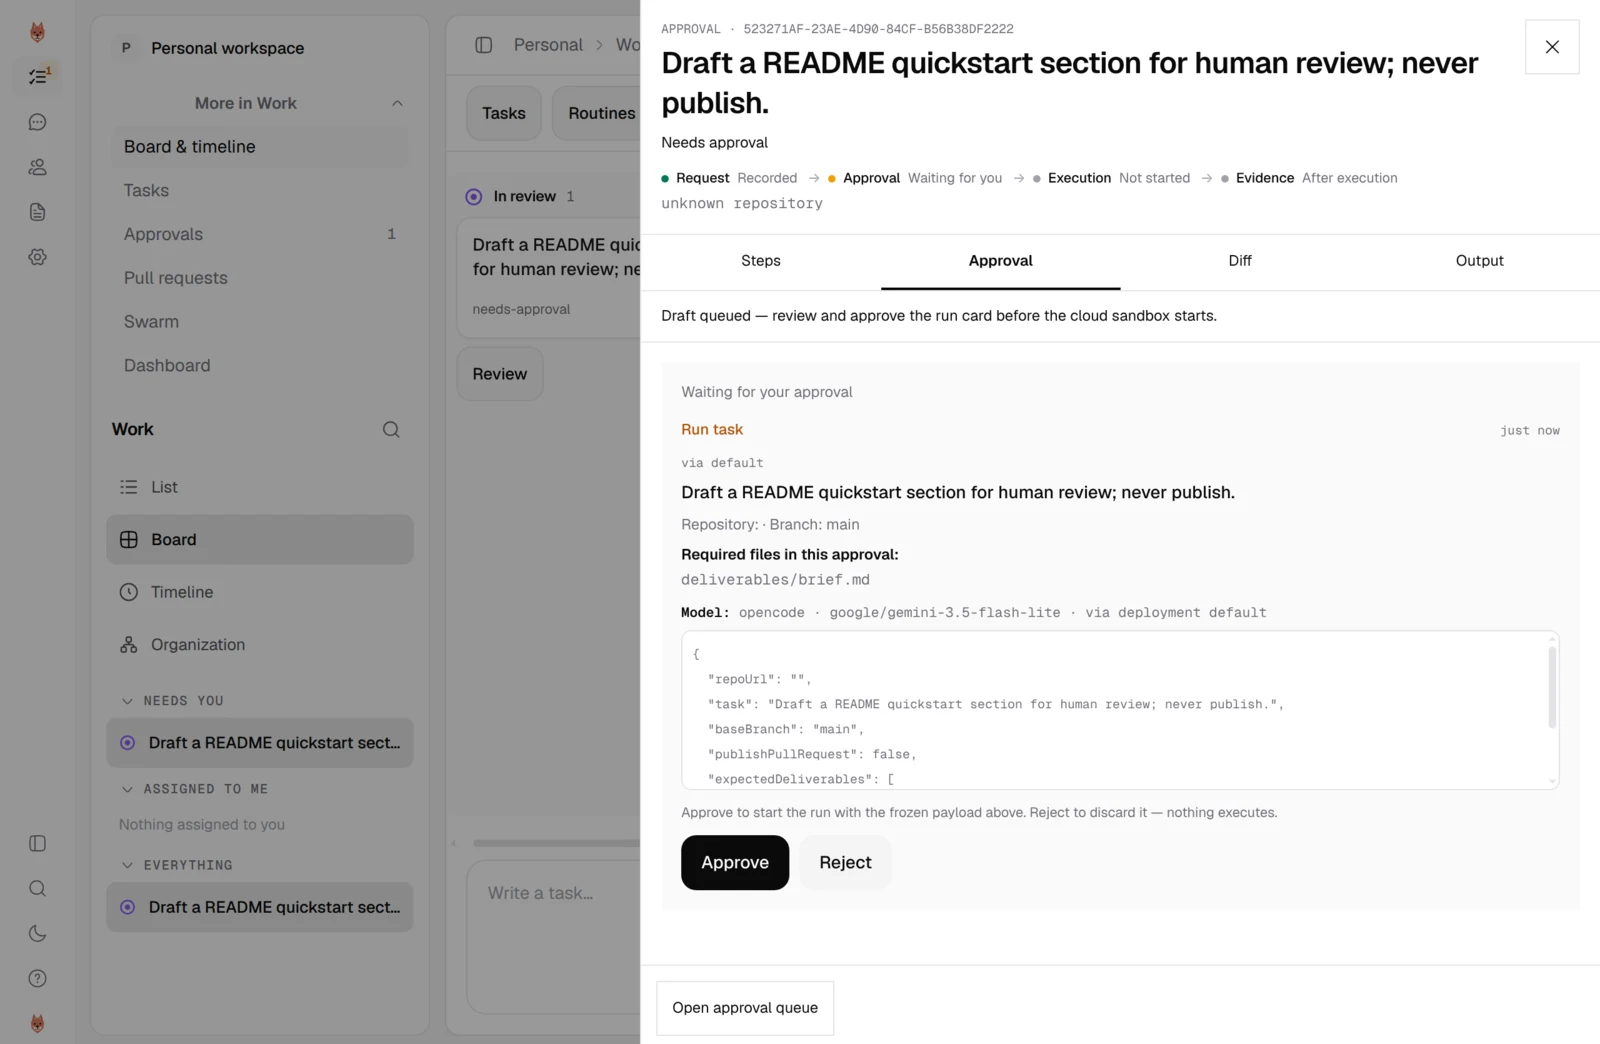 1
P Personal workspace
More in Work
Board & timeline
Tasks
Approvals 1
Pull requests
Swarm
Dashboard
Work
List
Board
Timeline
Organization
NEEDS YOU
Draft a README quickstart sect...
ASSIGNED TO ME
Nothing assigned to you
EVERYTHING
Draft a README quickstart sect...
Personal > Wo
Tasks
Routines
In review 1
Draft a README quic
for human review; ne
needs-approval
Review
Write a task...
APPROVAL · 523271AF-23AE-4D90-84CF-B56B38DF2222
Draft a README quickstart section for human review; never
publish.
Needs approval
Request Recorded → Approval Waiting for you → Execution Not started → Evidence After execution
unknown repository
Steps
Approval
Diff
Output
Draft queued — review and approve the run card before the cloud sandbox starts.
Waiting for your approval
Run task just now
via default
Draft a README quickstart section for human review; never publish.
Repository: · Branch: main
Required files in this approval:
deliverables/brief.md
Model: opencode · google/gemini-3.5-flash-lite · via deployment default
{
"repoUrl": "",
"task": "Draft a README quickstart section for human review; never publish.",
"baseBranch": "main",
"publishPullRequest": false,
"expectedDeliverables": [
Approve to start the run with the frozen payload above. Reject to discard it — nothing executes.
Approve
Reject
Open approval queue